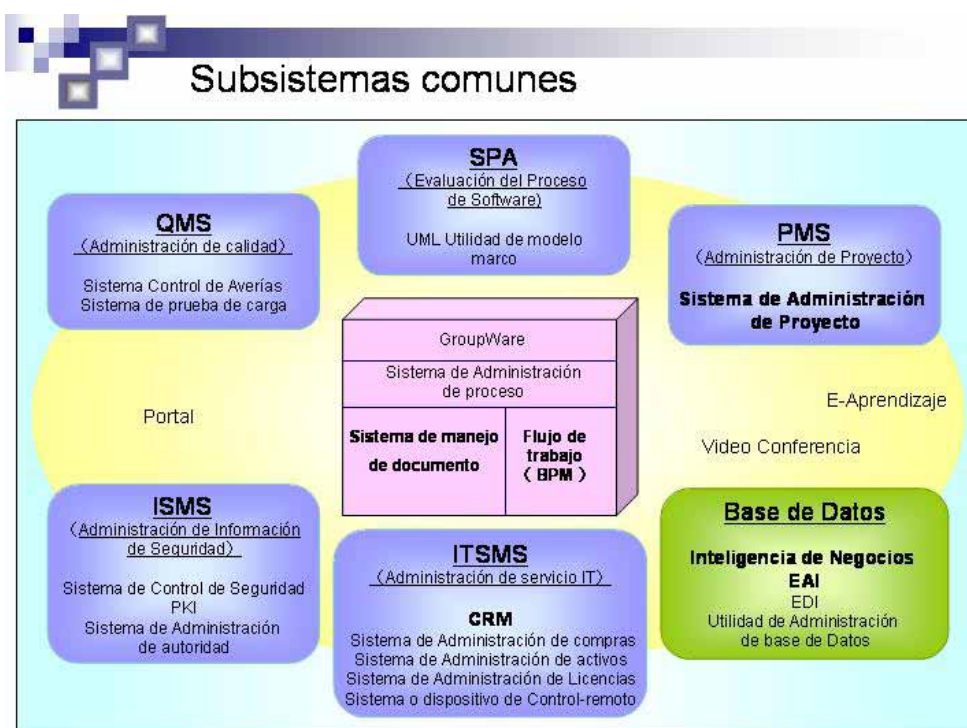 Subsistemas comunes
SPA
(Evaluación del Proceso
de Software)
UML Utilidad de modelo
marco
QMS
(Administración de calidad)
Sistema Control de Averías
Sistema de prueba de carga
PMS
(Administración de Proyecto)
Sistema de Administración
de Proyecto
GroupWare
Sistema de Administración
de proceso
Sistema de manejo
de documento
Flujo de
trabajo
( BPM )
Portal
E-Aprendizaje
Video Conferencia
ISMS
(Administración de Información
de Seguridad)
Sistema de Control de Seguridad
PKI
Sistema de Administración
de autoridad
ITSMS
(Administración de servicio IT)
CRM
Sistema de Administración de compras
Sistema de Administración de activos
Sistema de Administración de Licencias
Sistema o dispositivo de Control-remoto
Base de Datos
Inteligencia de Negocios
EAI
EDI
Utilidad de Administración
de base de Datos